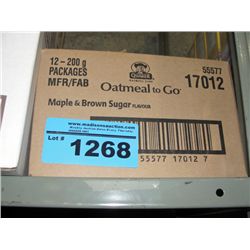 12-200 g
PACKAGES
MFR/FAB
QUAKER
55577
17012
Oatmeal to Go
Maple & Brown Sugar FLAVOUR
www.madisonsauction.com
Lot #
1268
55577 17012 7